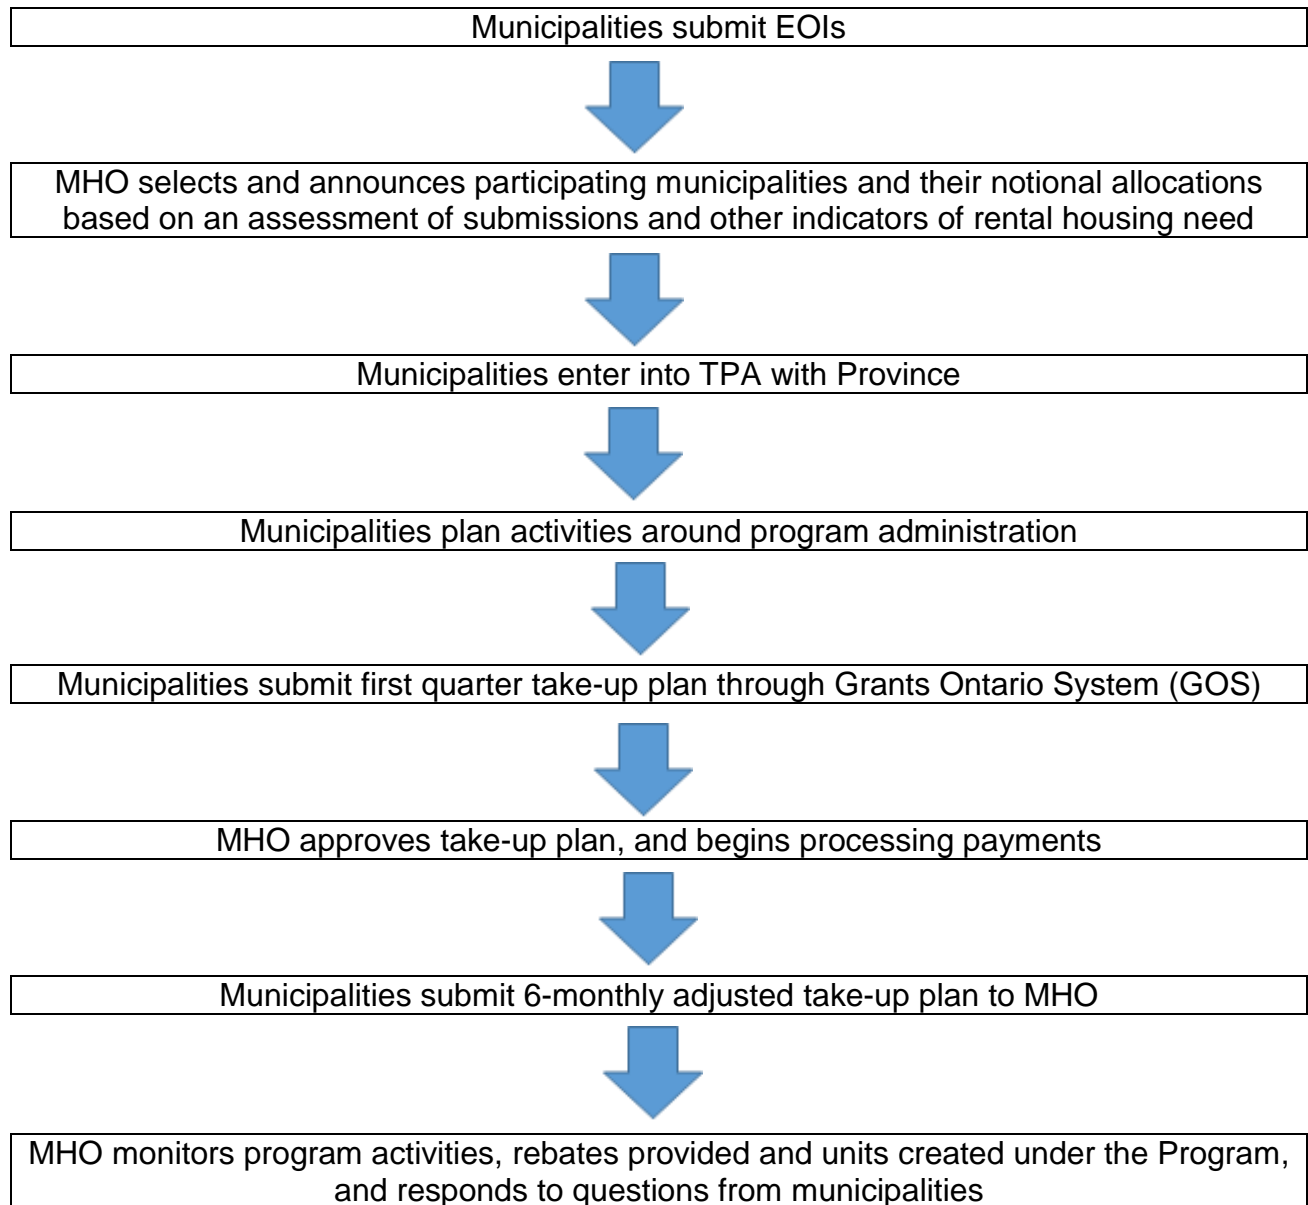 Municipalities submit EOIs
MHO selects and announces participating municipalities and their notional allocations
based on an assessment of submissions and other indicators of rental housing need
Municipalities enter into TPA with Province
Municipalities plan activities around program administration
Municipalities submit first quarter take-up plan through Grants Ontario System (GOS)
MHO approves take-up plan, and begins processing payments
Municipalities submit 6-monthly adjusted take-up plan to MHO
MHO monitors program activities, rebates provided and units created under the Program,
and responds to questions from municipalities